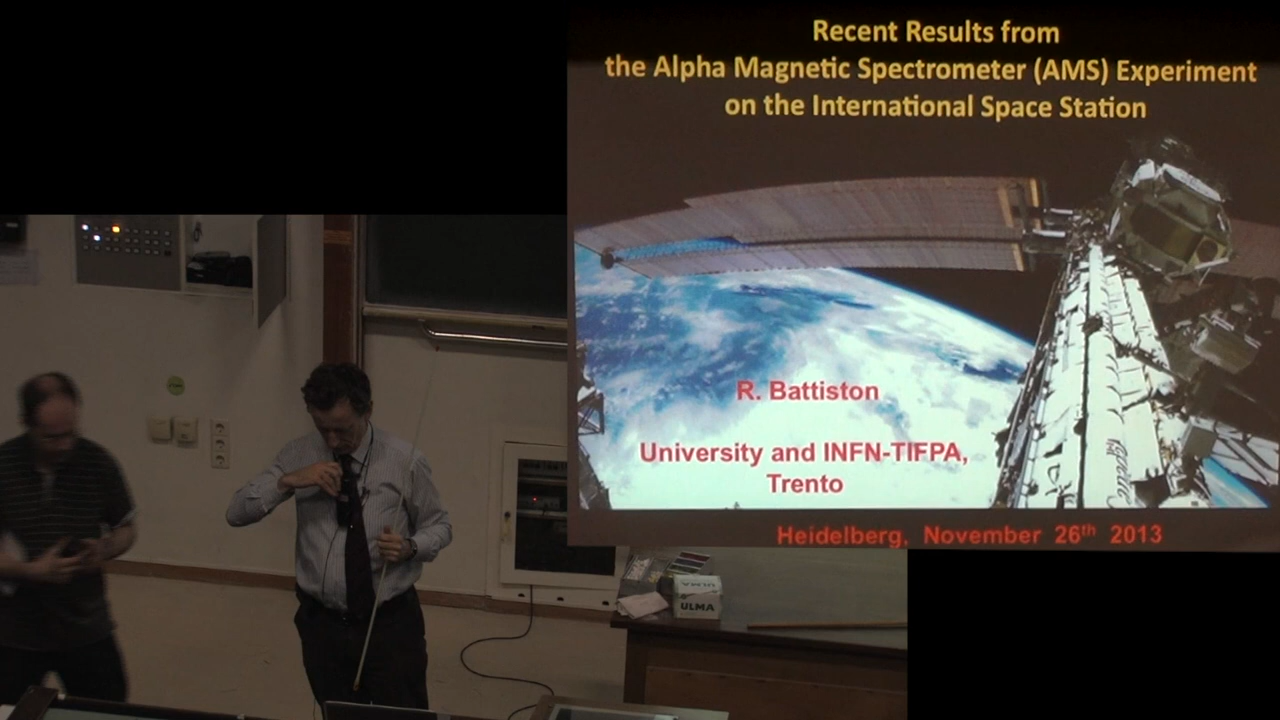 Recent Results from
the Alpha Magnetic Spectrometer (AMS) Experiment
on the International Space Station
R. Battiston
University and INFN-TIFPA,
Trento
Heidelberg, November 26th 2013
ULMA